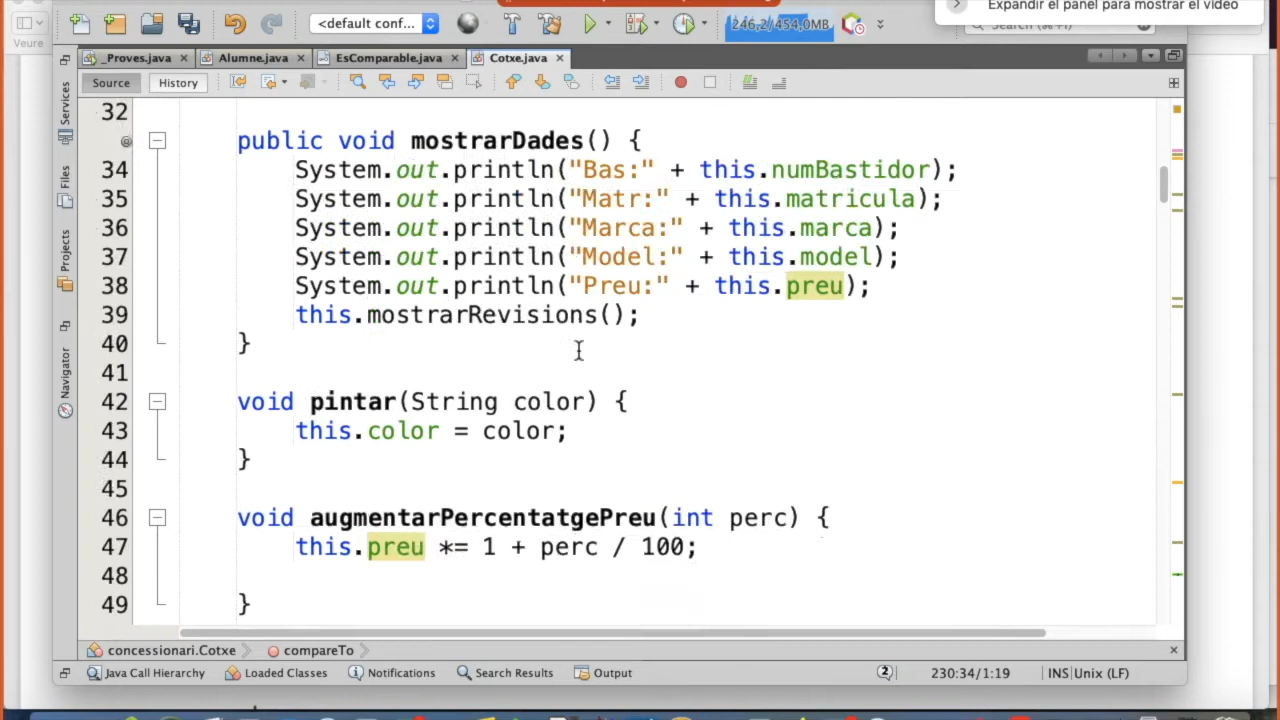 Expandir el panel para mostrar el vídeo
Veure
<default conf...
246,2/454,0MB
Search (⌘+I)
_Proves.java
Alumne.java
EsComparable.java
Cotxe.java
Source
History
Services
Files
Projects
Navigator
32
public void mostrarDades() {
34 System.out.println("Bas:" + this.numBastidor);
35 System.out.println("Matr:" + this.matricula);
36 System.out.println("Marca:" + this.marca);
37 System.out.println("Model:" + this.model);
38 System.out.println("Preu:" + this.preu);
39 this.mostrarRevisions();
40 }
41
42 void pintar(String color) {
43 this.color = color;
44 }
45
46 void augmentarPercentatgePreu(int perc) {
47 this.preu *= 1 + perc / 100;
48
49 }
concessionari.Cotxe
compareTo
Java Call Hierarchy
Loaded Classes
Notifications
Search Results
Output
2
230:34/1:19
INS
Unix (LF)